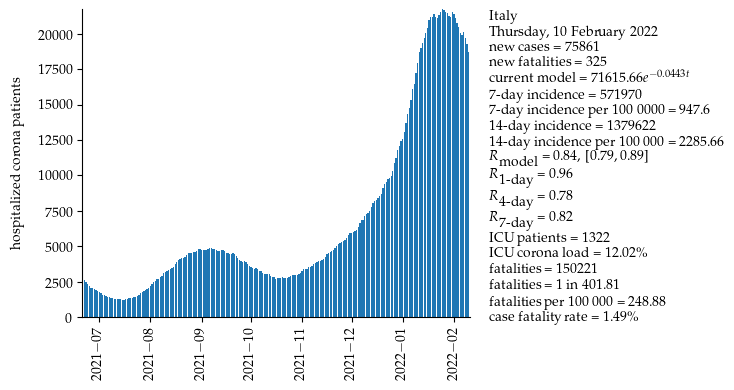 hospitalized corona patients
20000
17500
15000
12500
10000
7500
5000
2500
0
2021−07
2021−08
2021−09
2021−10
2021−11
2021−12
2022−01
2022−02
Italy
Thursday, 10 February 2022
new cases = 75861
new fatalities = 325
current model = 71615.66e^{−0.0443t}
7-day incidence = 571970
7-day incidence per 100 0000 = 947.6
14-day incidence = 1379622
14-day incidence per 100 000 = 2285.66
R_model = 0.84, [0.79, 0.89]
R_1-day = 0.96
R_4-day = 0.78
R_7-day = 0.82
ICU patients = 1322
ICU corona load = 12.02%
fatalities = 150221
fatalities = 1 in 401.81
fatalities per 100 000 = 248.88
case fatality rate = 1.49%